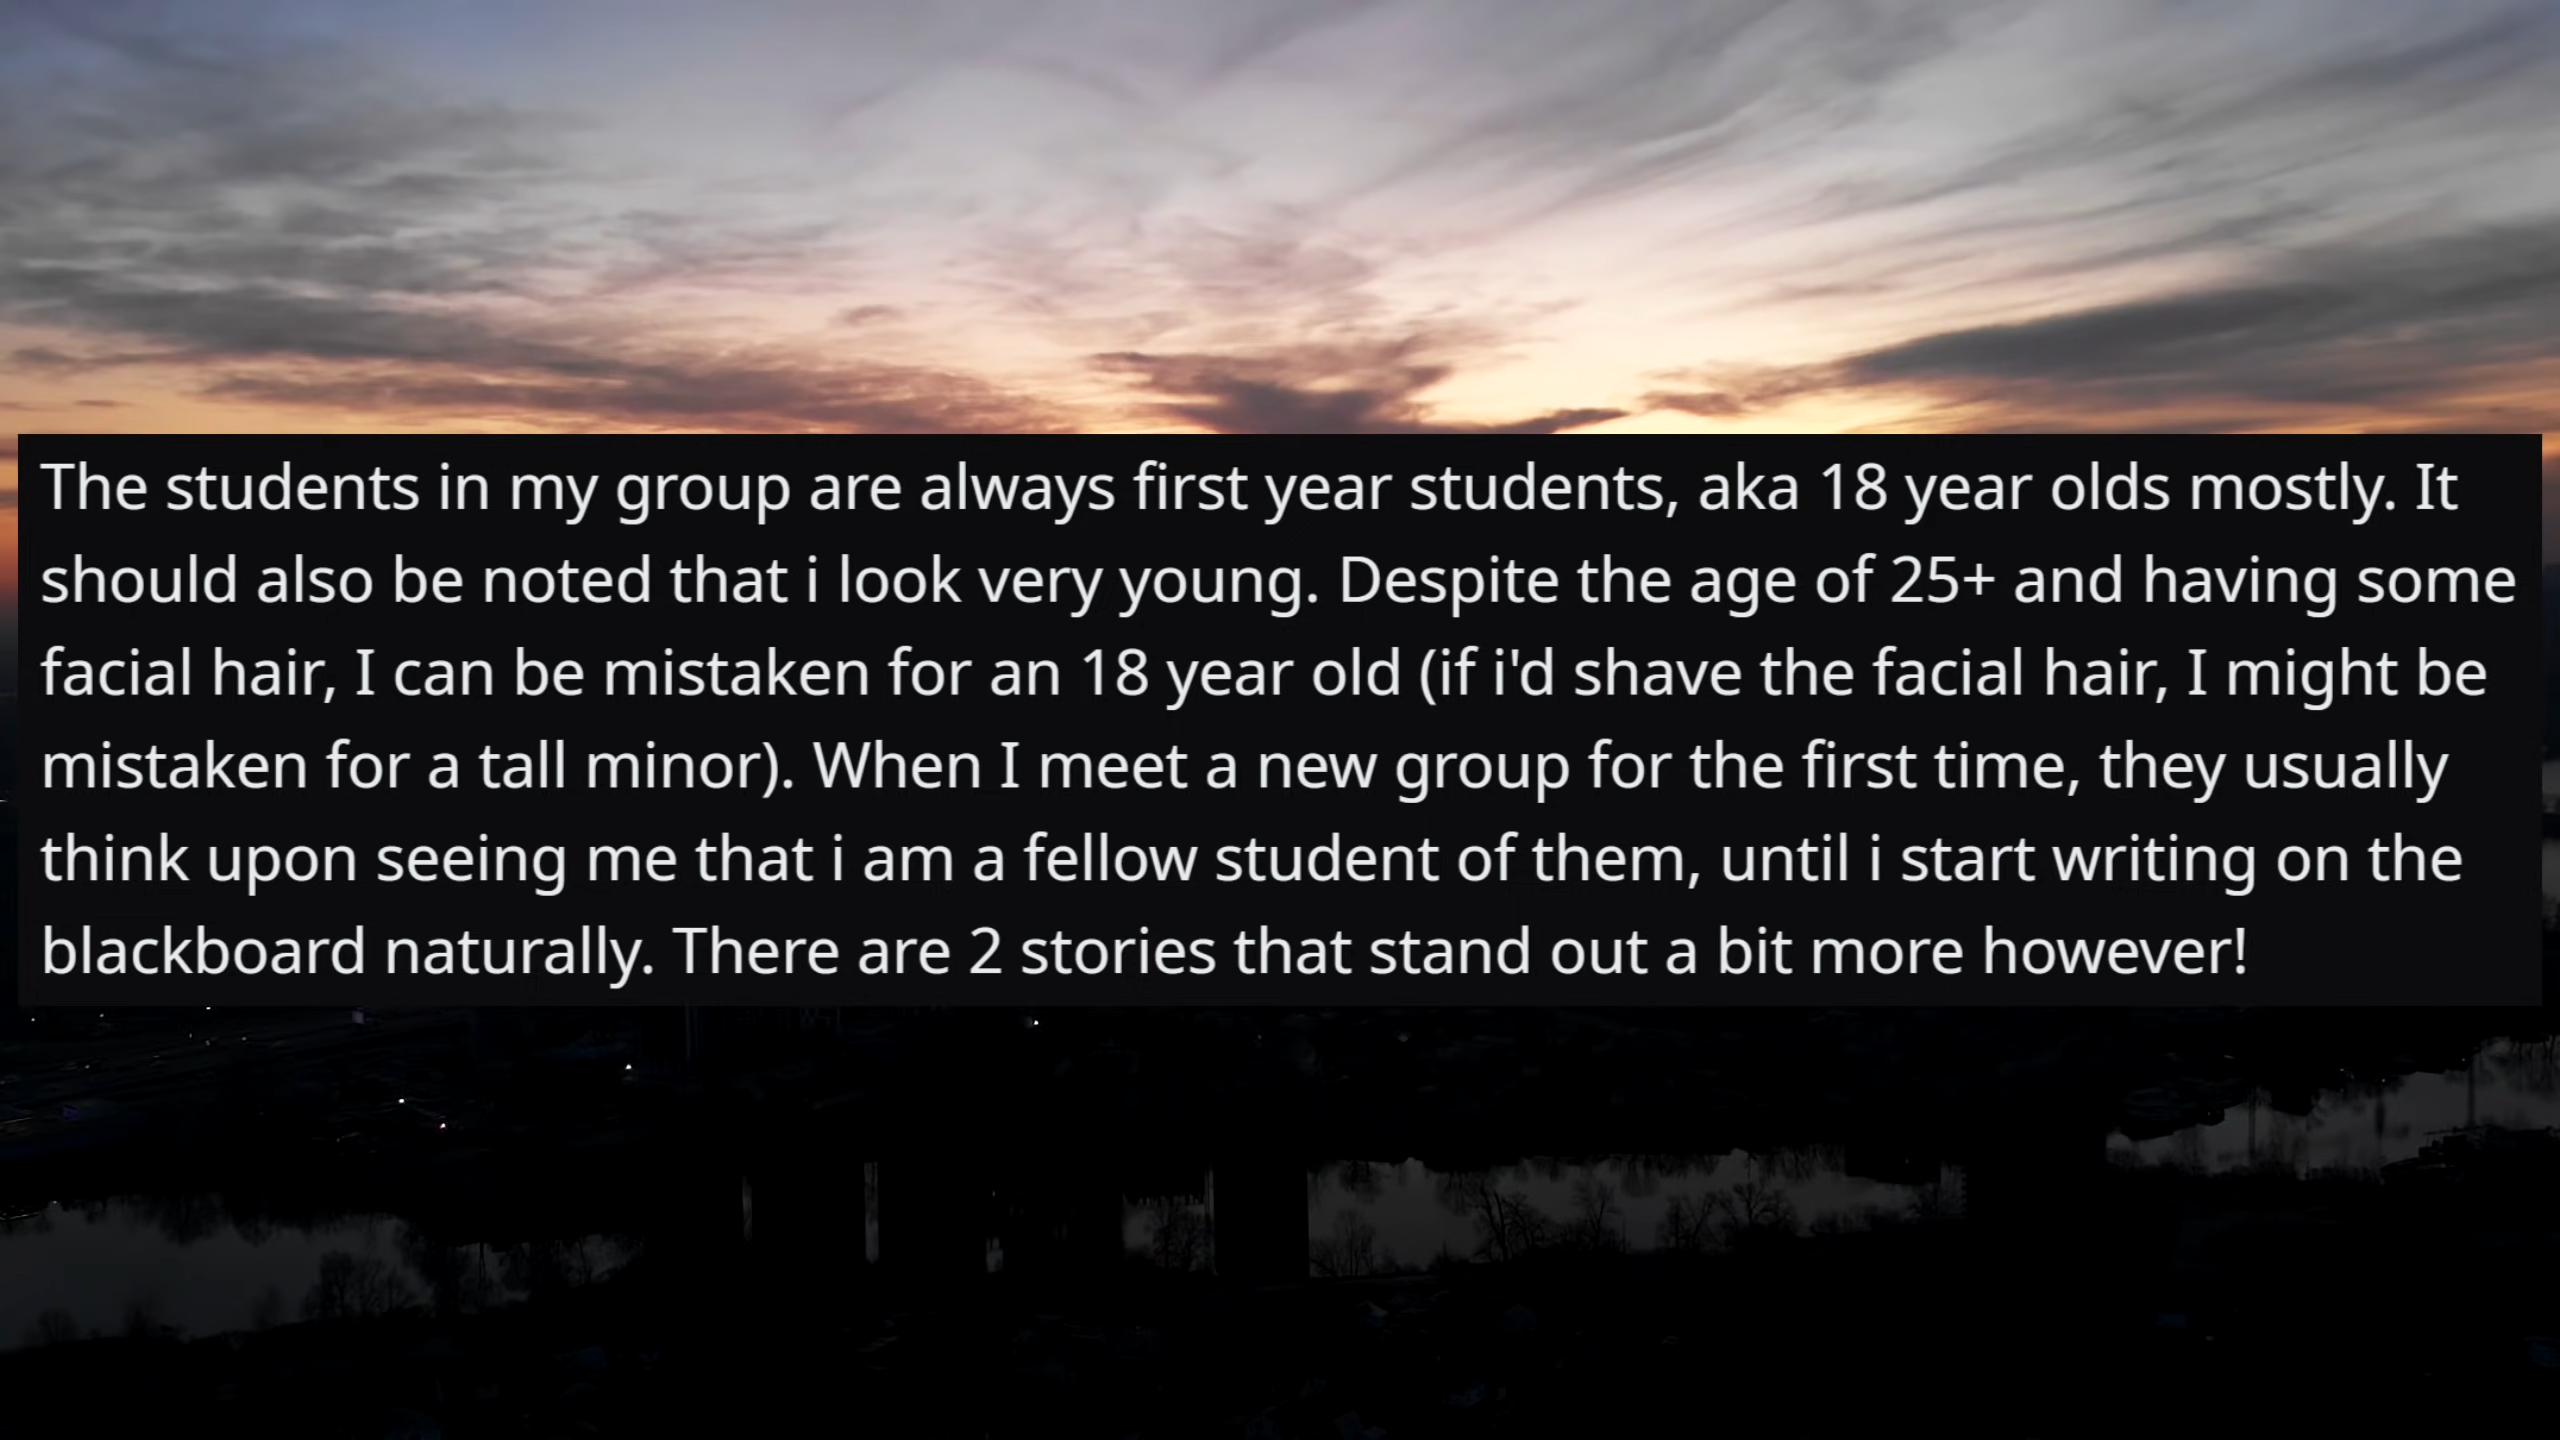 The students in my group are always first year students, aka 18 year olds mostly. It
should also be noted that i look very young. Despite the age of 25+ and having some
facial hair, I can be mistaken for an 18 year old (if i'd shave the facial hair, I might be
mistaken for a tall minor). When I meet a new group for the first time, they usually
think upon seeing me that i am a fellow student of them, until i start writing on the
blackboard naturally. There are 2 stories that stand out a bit more however!